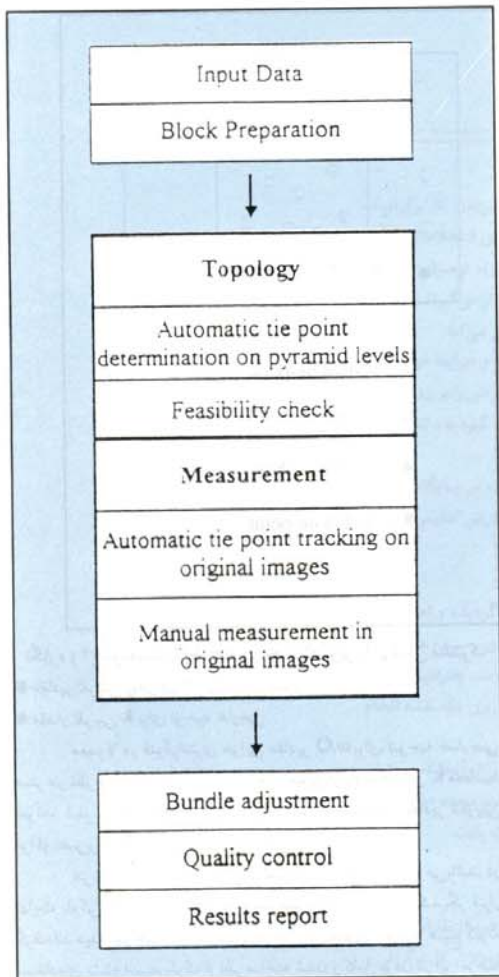 Input Data
Block Preparation
Topology
Automatic tie point
determination on pyramid levels
Feasibility check
Measurement
Automatic tie point tracking on
original images
Manual measurement in
original images
Bundle adjustment
Quality control
Results report